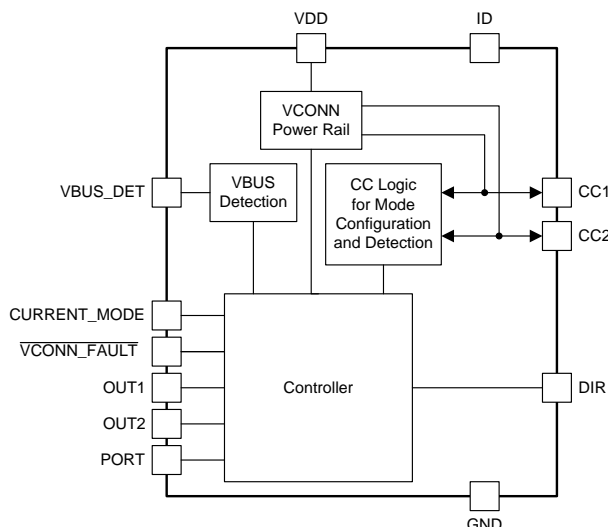 VDD
ID
VCONN
Power Rail
VBUS_DET
VBUS
Detection
CC Logic
for Mode
Configuration
and Detection
CC1
CC2
CURRENT_MODE
VCONN_FAULT
OUT1
OUT2
PORT
Controller
DIR
GND